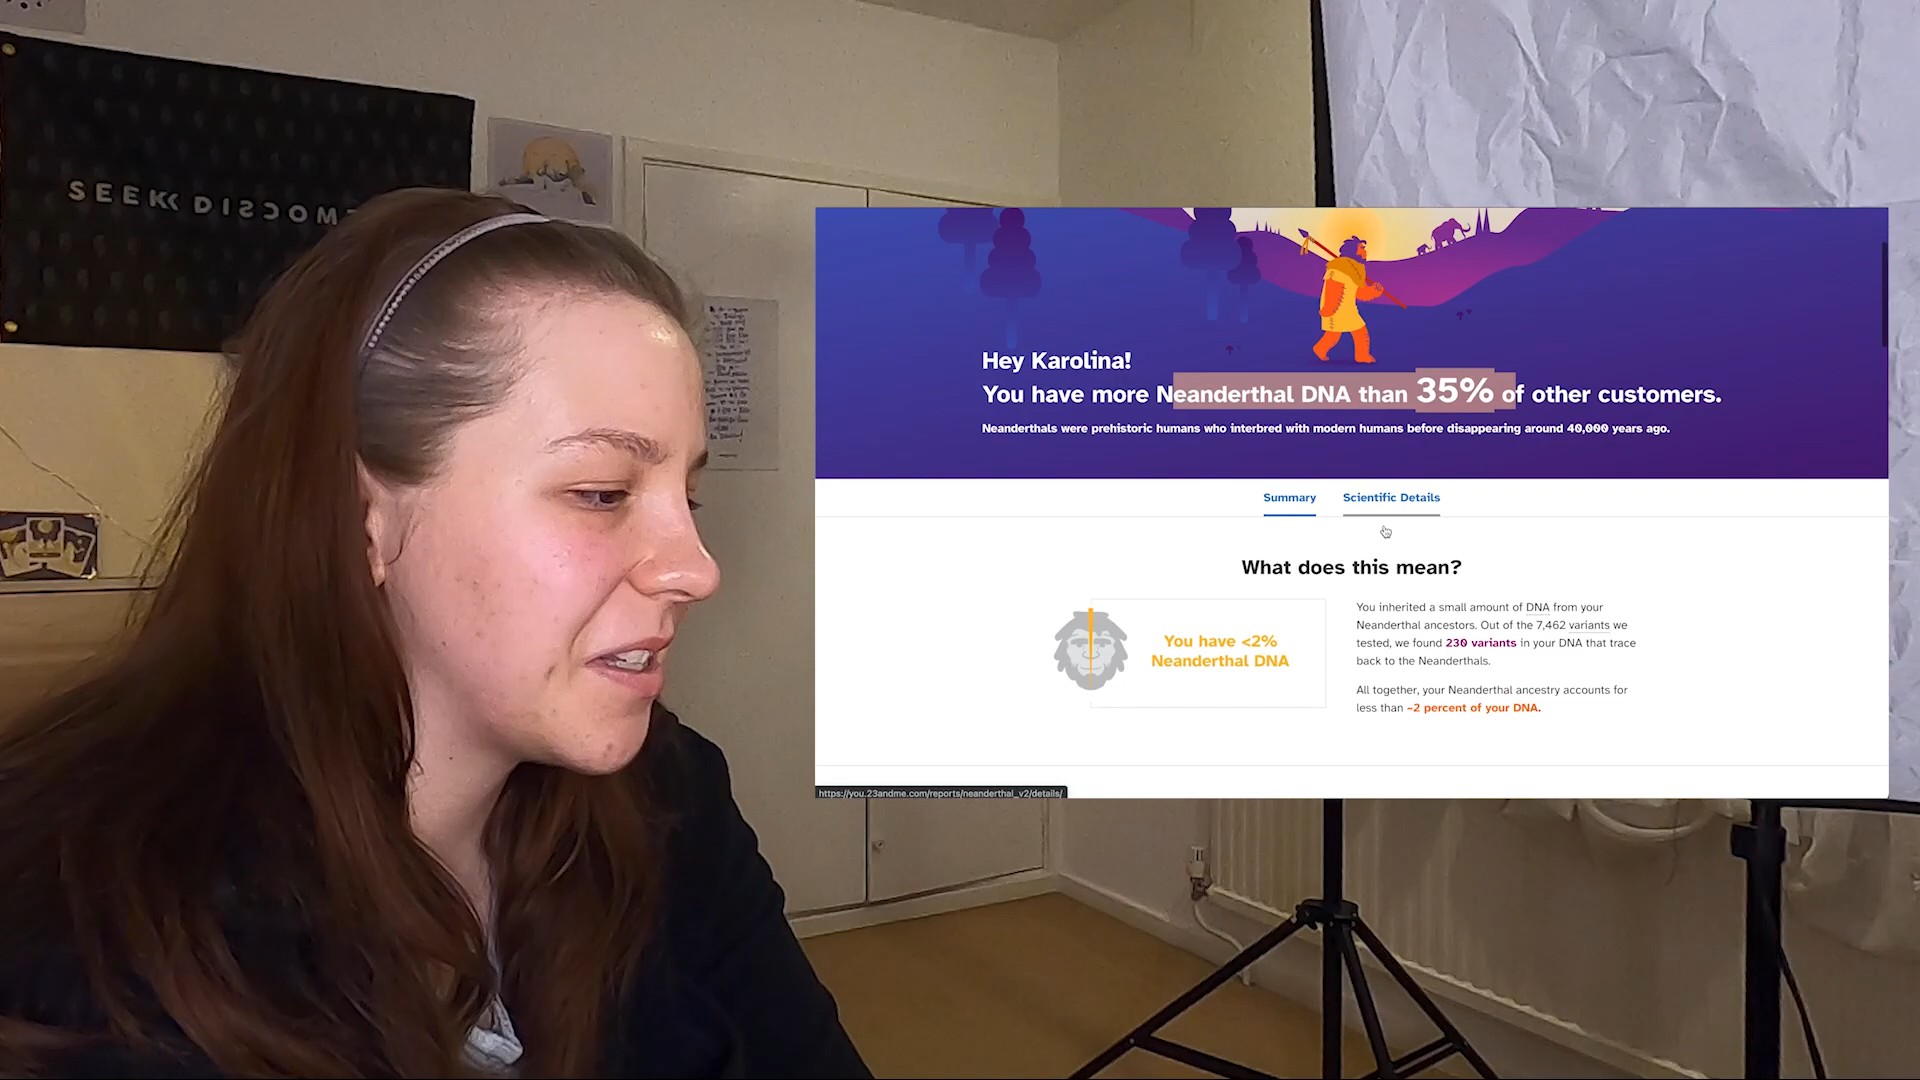 SEEK DISCOM
Hey Karolina!
You have more Neanderthal DNA than 35% of other customers.
Neanderthals were prehistoric humans who interbred with modern humans before disappearing around 40,000 years ago.
Summary Scientific Details
What does this mean?
You have <2%
Neanderthal DNA
You inherited a small amount of DNA from your
Neanderthal ancestors. Out of the 7,462 variants we
tested, we found 230 variants in your DNA that trace
back to the Neanderthals.
All together, your Neanderthal ancestry accounts for
less than ~2 percent of your DNA.
https://you.23andme.com/reports/neanderthal_v2/details/